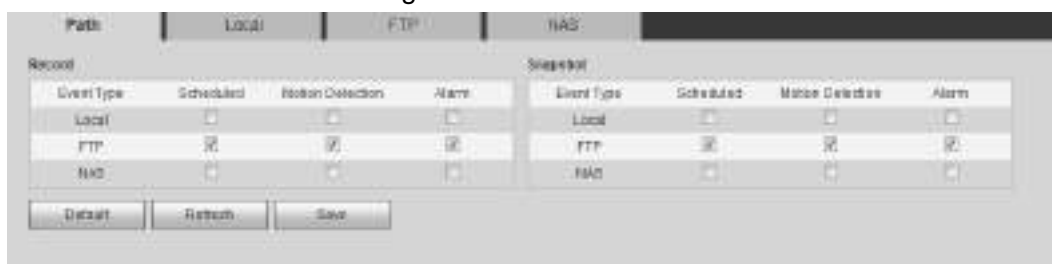 Path Local FTP NAS
Record Snapshot
Event Type Scheduled Motion Detection Alarm Event Type Scheduled Motion Detection Alarm
Local Local
FTP FTP
NAS NAS
Default Refresh Save